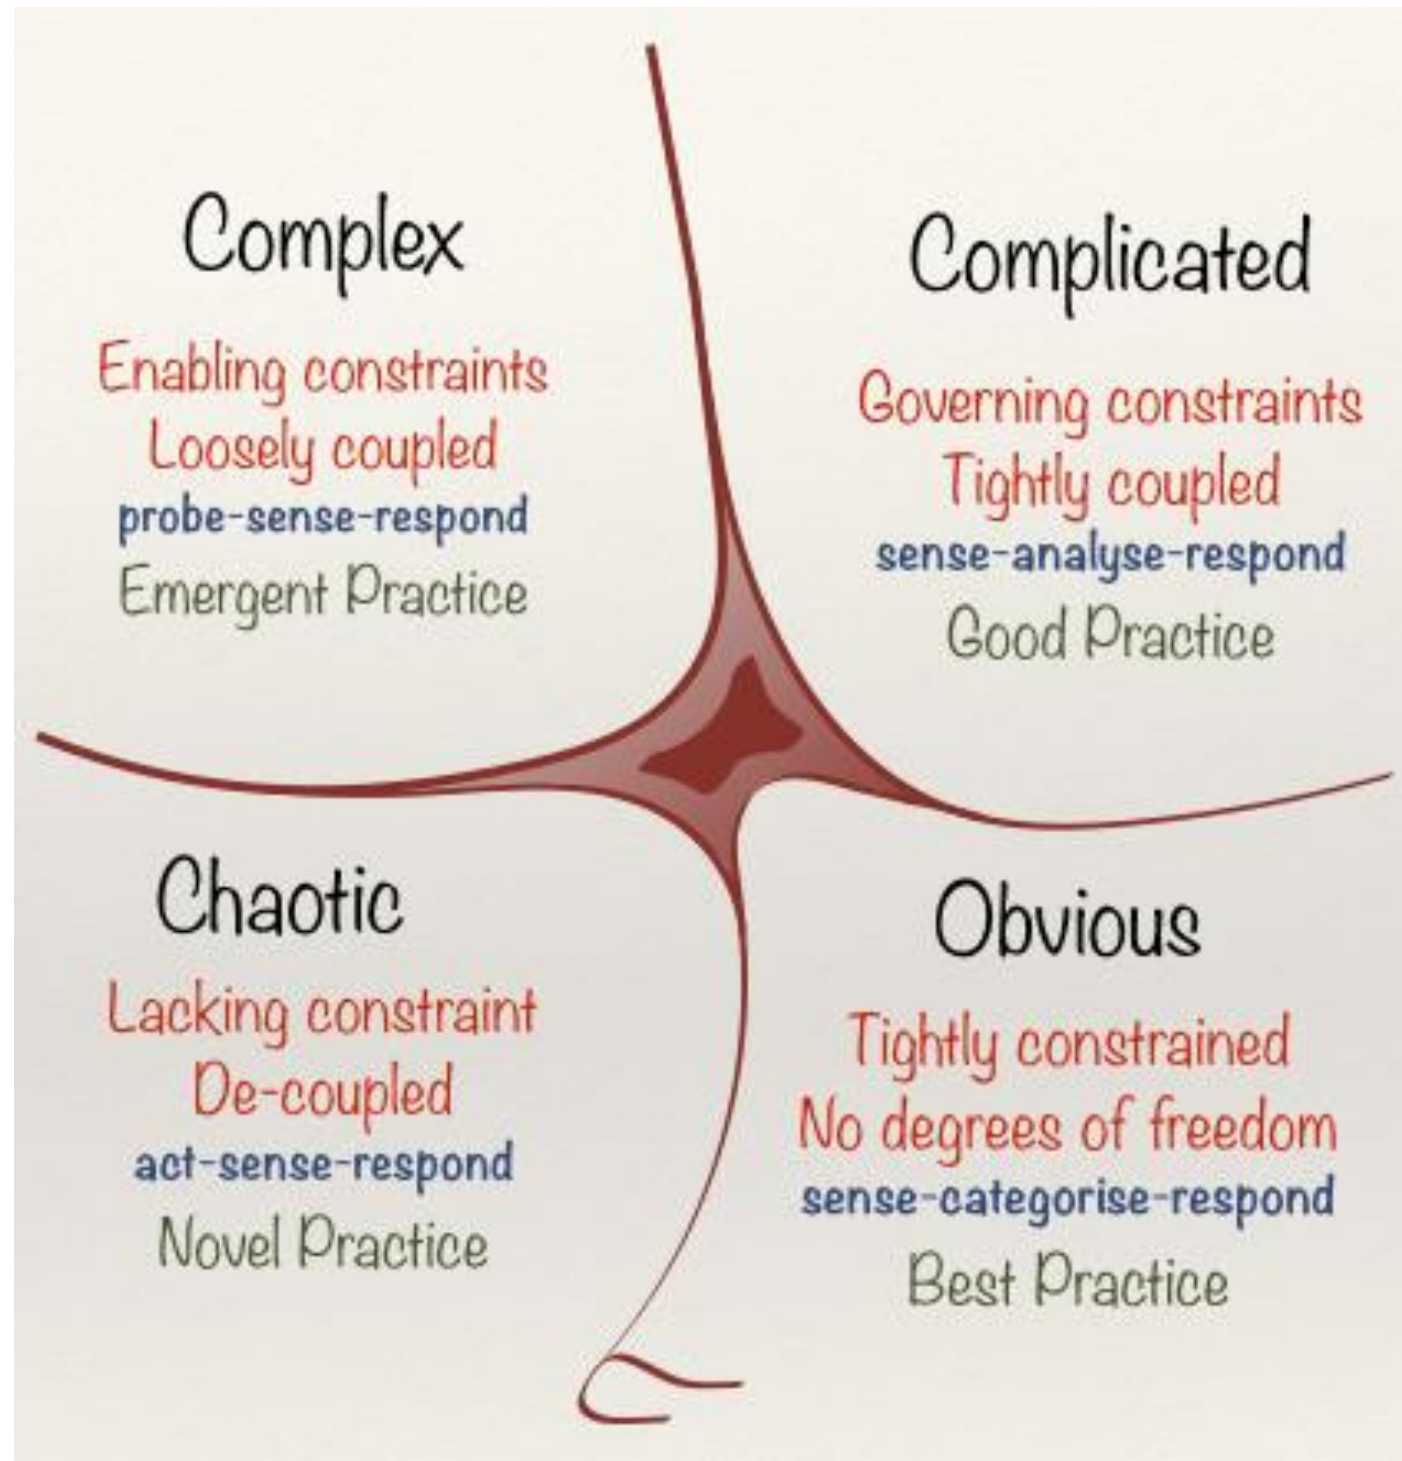 Complex
Enabling constraints
Loosely coupled
probe-sense-respond
Emergent Practice
Complicated
Governing constraints
Tightly coupled
sense-analyse-respond
Good Practice
Chaotic
Lacking constraint
De-coupled
act-sense-respond
Novel Practice
Obvious
Tightly constrained
No degrees of freedom
sense-categorise-respond
Best Practice